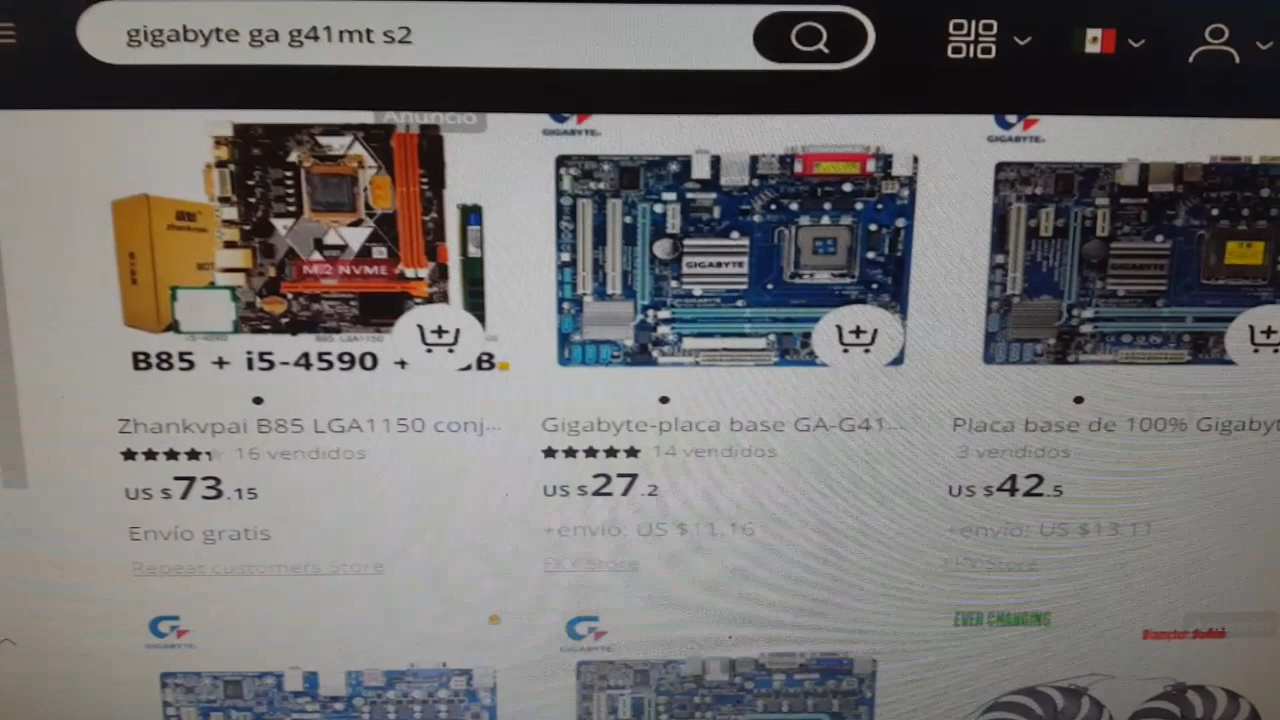 gigabyte ga g41mt s2
Anuncio
GIGABYTE
GIGABYTE
M.2 NVME
GIGABYTE
GIGABYTE
B85 + i5-4590 +
Zhankvpai B85 LGA1150 conj...
16 vendidos
US $73.15
Envío gratis
Repeat customers Store
Gigabyte-placa base GA-G41...
14 vendidos
US $27.2
+envío: US $11.16
Store
Placa base de 100% Gigabyt
3 vendidos
US $42.5
+envío: US $13.11
Store
GIGABYTE
GIGABYTE
EVER CHANGING